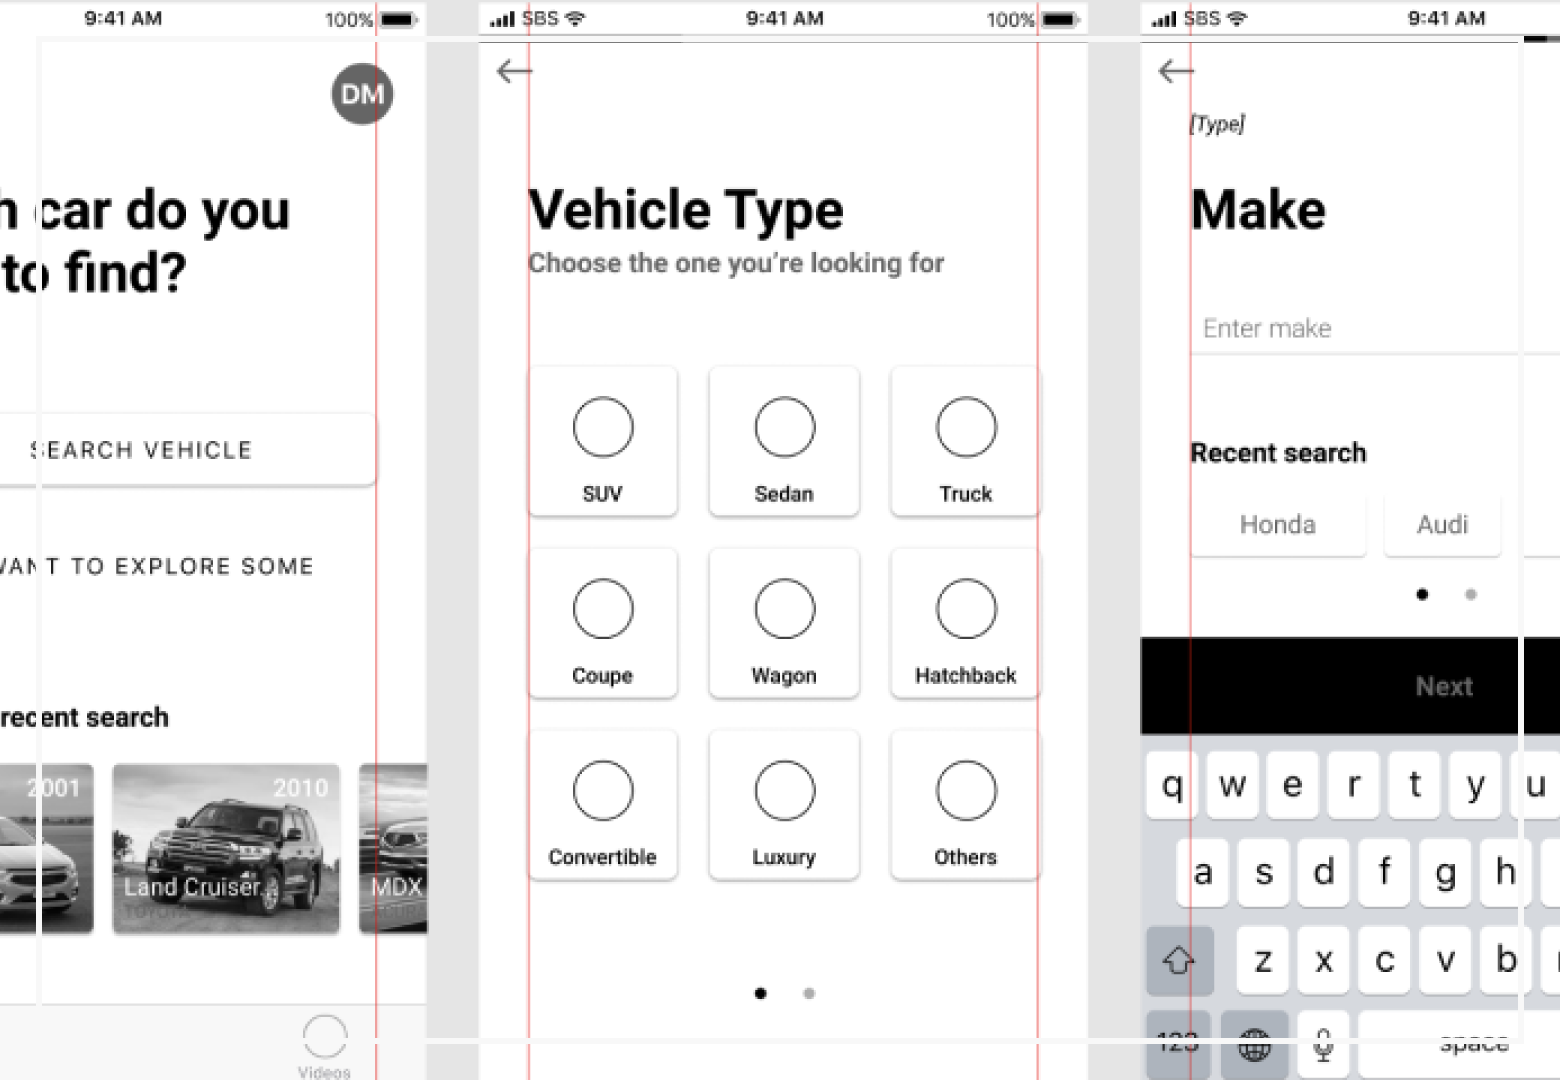 9:41 AM 100%
DM
h car do you
to find?
SEARCH VEHICLE
WANT TO EXPLORE SOME
recent search
2001
2010
Land Cruiser
TOYOTA
MDX
ACURA
Videos
SBS 9:41 AM 100%
Vehicle Type
Choose the one you’re looking for
SUV Sedan Truck
Coupe Wagon Hatchback
Convertible Luxury Others
SBS 9:41 AM
[Type]
Make
Enter make
Recent search
Honda Audi
Next
q w e r t y u
a s d f g h
z x c v b
123 space